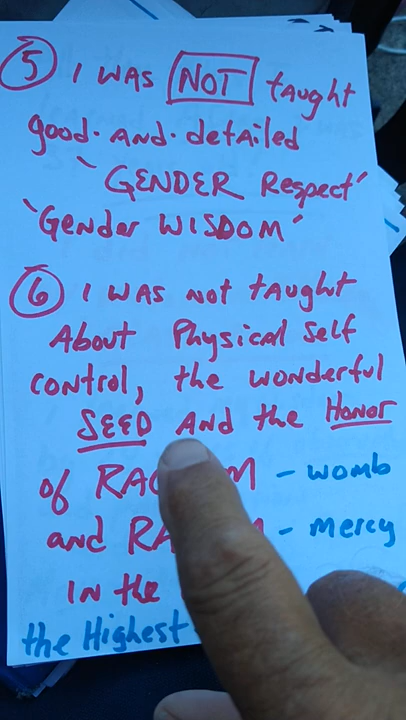 ⑤ I WAS NOT taught
good-AND-detailed
`GENDER Respect'
`Gender WISDOM'
⑥ I WAS NOT taught
About Physical Self
control, the wonderful
SEED AND the Honor
of - womb
and - mercy
IN the
the Highest